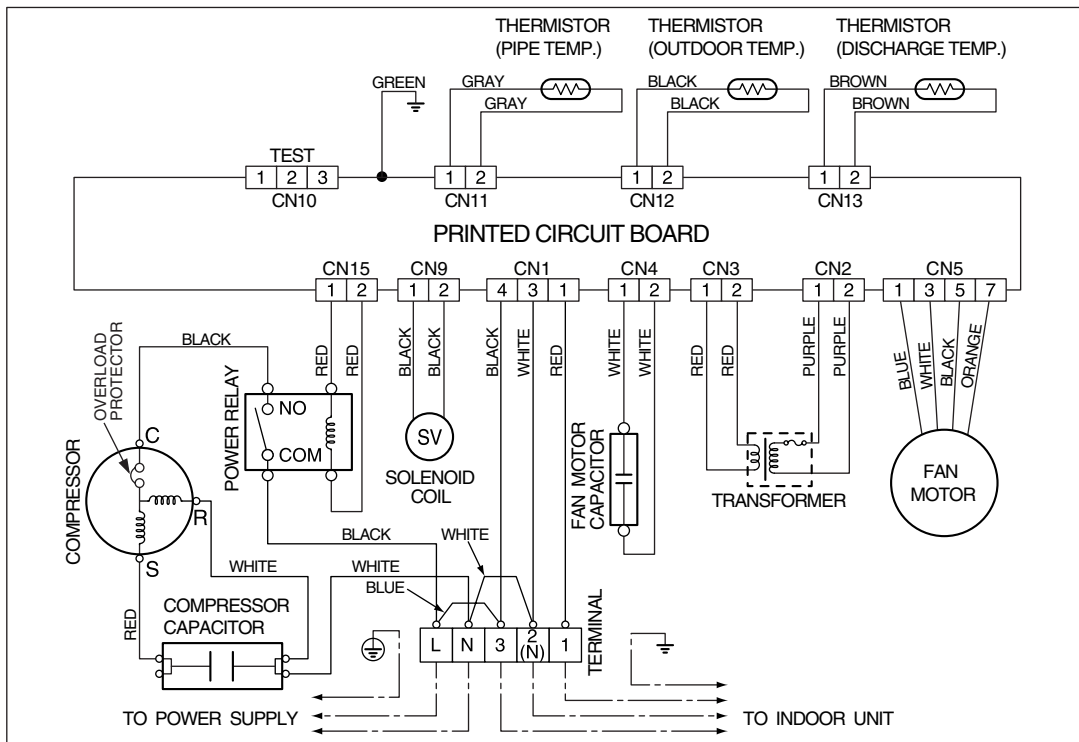 THERMISTOR THERMISTOR THERMISTOR
(PIPE TEMP.) (OUTDOOR TEMP.) (DISCHARGE TEMP.)
GREEN
GRAY
GRAY
BLACK
BLACK
BROWN
BROWN
TEST
1 2 3
CN10
1 2
CN11
1 2
CN12
1 2
CN13
PRINTED CIRCUIT BOARD
CN15
1 2
CN9
1 2
CN1
4 3 1
CN4
1 2
CN3
1 2
CN2
1 2
CN5
1 3 5 7
BLACK
RED
RED
BLACK
BLACK
BLACK
WHITE
RED
WHITE
WHITE
RED
RED
PURPLE
PURPLE
BLUE
WHITE
BLACK
ORANGE
OVERLOAD
PROTECTOR
COMPRESSOR
C
R
S
POWER RELAY
NO
COM
SV
SOLENOID
COIL
FAN MOTOR
CAPACITOR
TRANSFORMER
FAN
MOTOR
BLACK
WHITE
WHITE
WHITE
BLUE
RED
COMPRESSOR
CAPACITOR
L N 3 2 1
(N)
TERMINAL
TO POWER SUPPLY
TO INDOOR UNIT